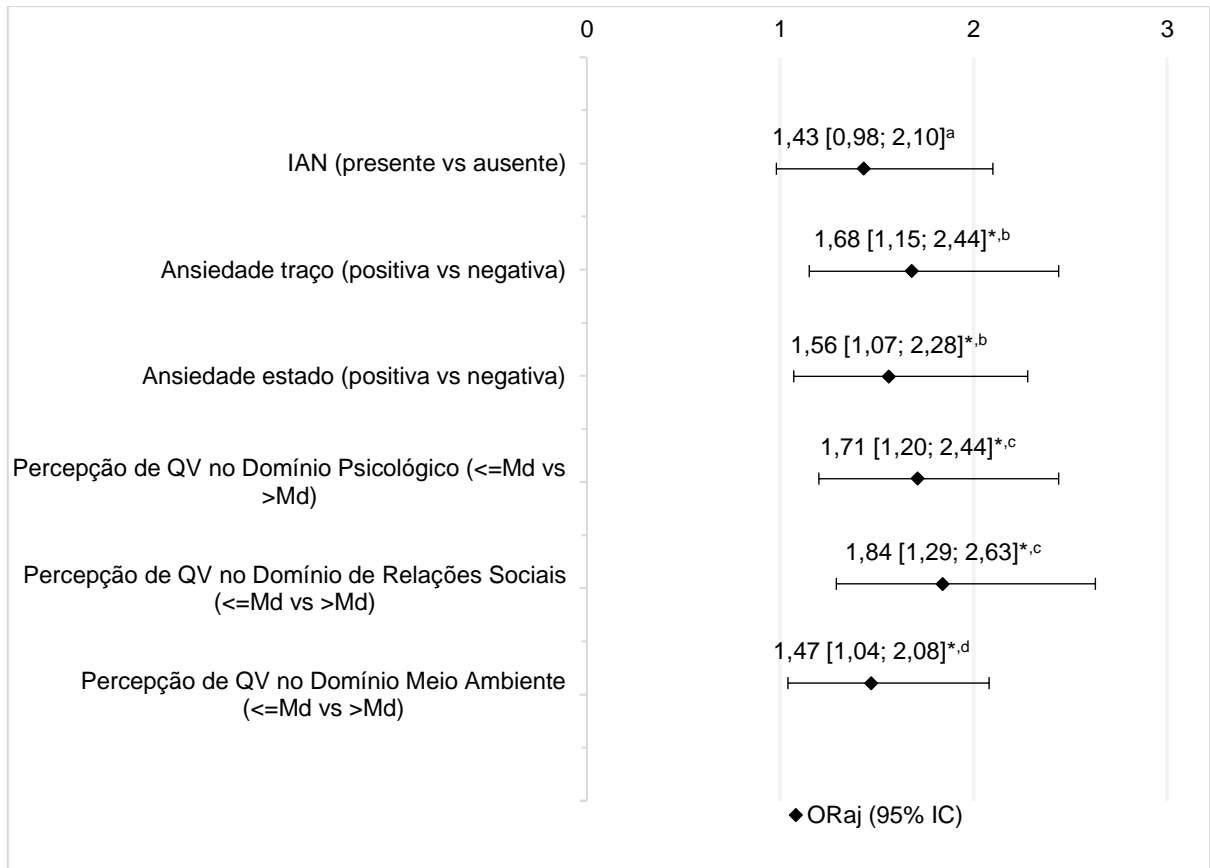 0 1 2 3
1,43 [0,98; 2,10]ᵃ
IAN (presente vs ausente)
1,68 [1,15; 2,44]*,ᵇ
Ansiedade traço (positiva vs negativa)
1,56 [1,07; 2,28]*,ᵇ
Ansiedade estado (positiva vs negativa)
1,71 [1,20; 2,44]*,ᶜ
Percepção de QV no Domínio Psicológico (<=Md vs
>Md)
1,84 [1,29; 2,63]*,ᶜ
Percepção de QV no Domínio de Relações Sociais
(<=Md vs >Md)
1,47 [1,04; 2,08]*,ᵈ
Percepção de QV no Domínio Meio Ambiente
(<=Md vs >Md)
ORaj (95% IC)